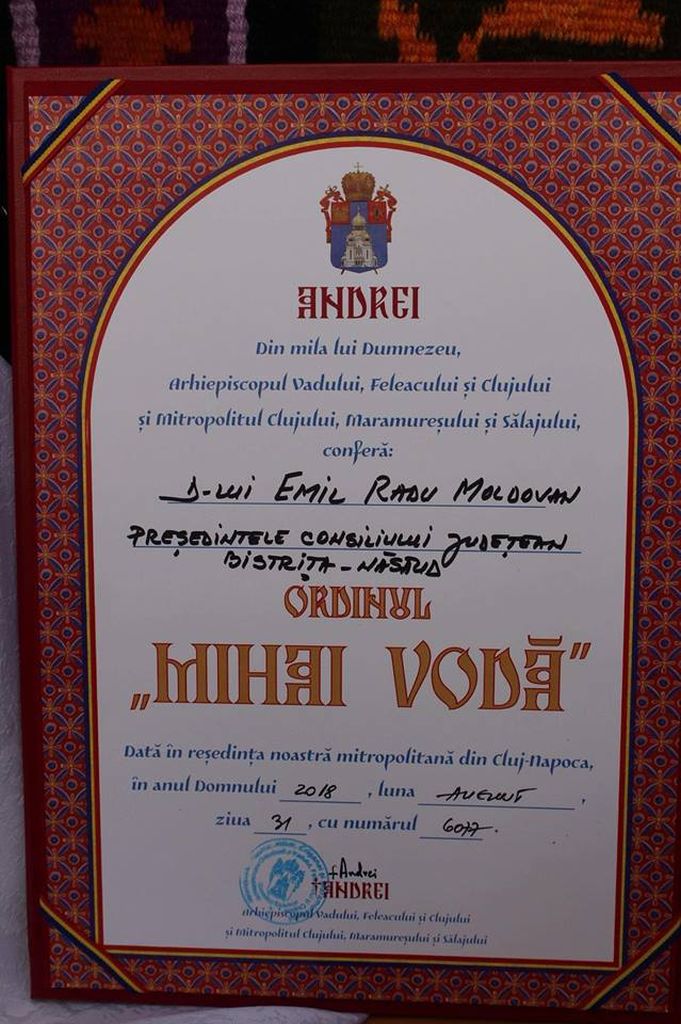 ANDREI
Din mila lui Dumnezeu,
Arhiepiscopul Vadului, Feleacului și Clujului
și Mitropolitul Clujului, Maramureșului și Sălajului,
conferă:
D-lui EMIL RADU MOLDOVAN
PREȘEDINTELE CONSILIULUI JUDEȚEAN
BISTRIȚA-NĂSĂUD
ORDINUL
„MIHAI VODĂ”
Dată în reședința noastră mitropolitană din Cluj-Napoca,
în anul Domnului 2018, luna AUGUST,
ziua 31, cu numărul 6077.
+Andrei
†ANDREI
Arhiepiscopul Vadului, Feleacului și Clujului
și Mitropolitul Clujului, Maramureșului și Sălajului